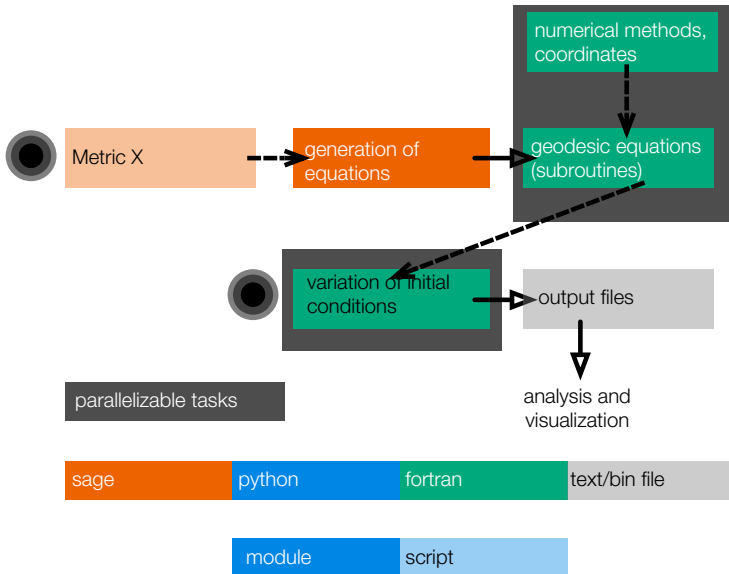 numerical methods,
coordinates
Metric X
generation of
equations
geodesic equations
(subroutines)
variation of initial
conditions
output files
analysis and
visualization
parallelizable tasks
sage
python
fortran
text/bin file
module
script